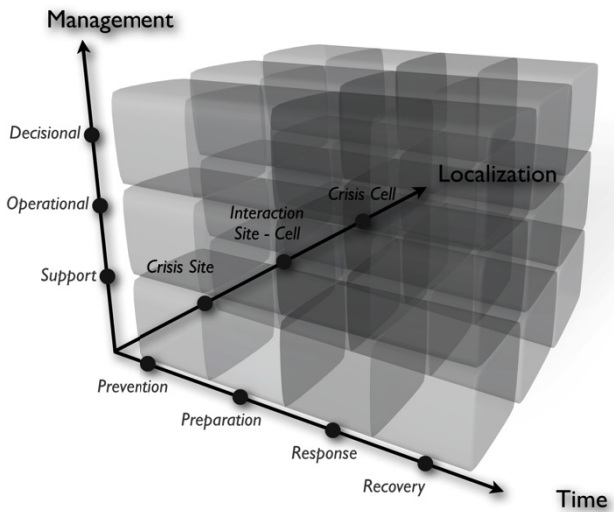 Management
Decisional
Operational
Support
Localization
Crisis Cell
Interaction
Site - Cell
Crisis Site
Prevention
Preparation
Response
Recovery
Time